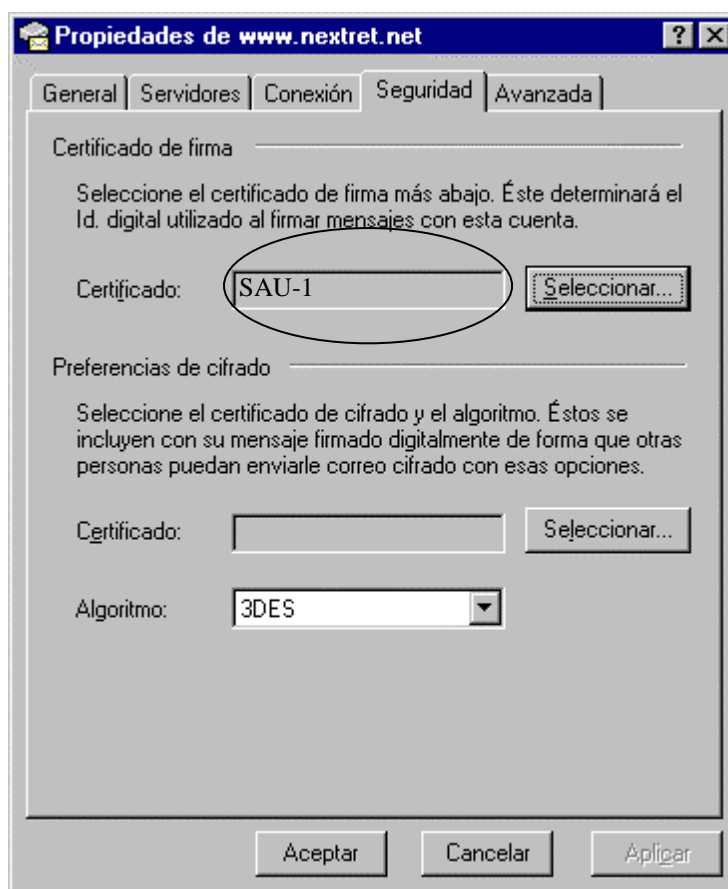 Propiedades de www.nextret.net
General Servidores Conexión Seguridad Avanzada
Certificado de firma
Seleccione el certificado de firma más abajo. Éste determinará el
Id. digital utilizado al firmar mensajes con esta cuenta.
Certificado: SAU-1 Seleccionar...
Preferencias de cifrado
Seleccione el certificado de cifrado y el algoritmo. Éstos se
incluyen con su mensaje firmado digitalmente de forma que otras
personas puedan enviarle correo cifrado con esas opciones.
Certificado: Seleccionar...
Algoritmo: 3DES
Aceptar Cancelar Aplicar